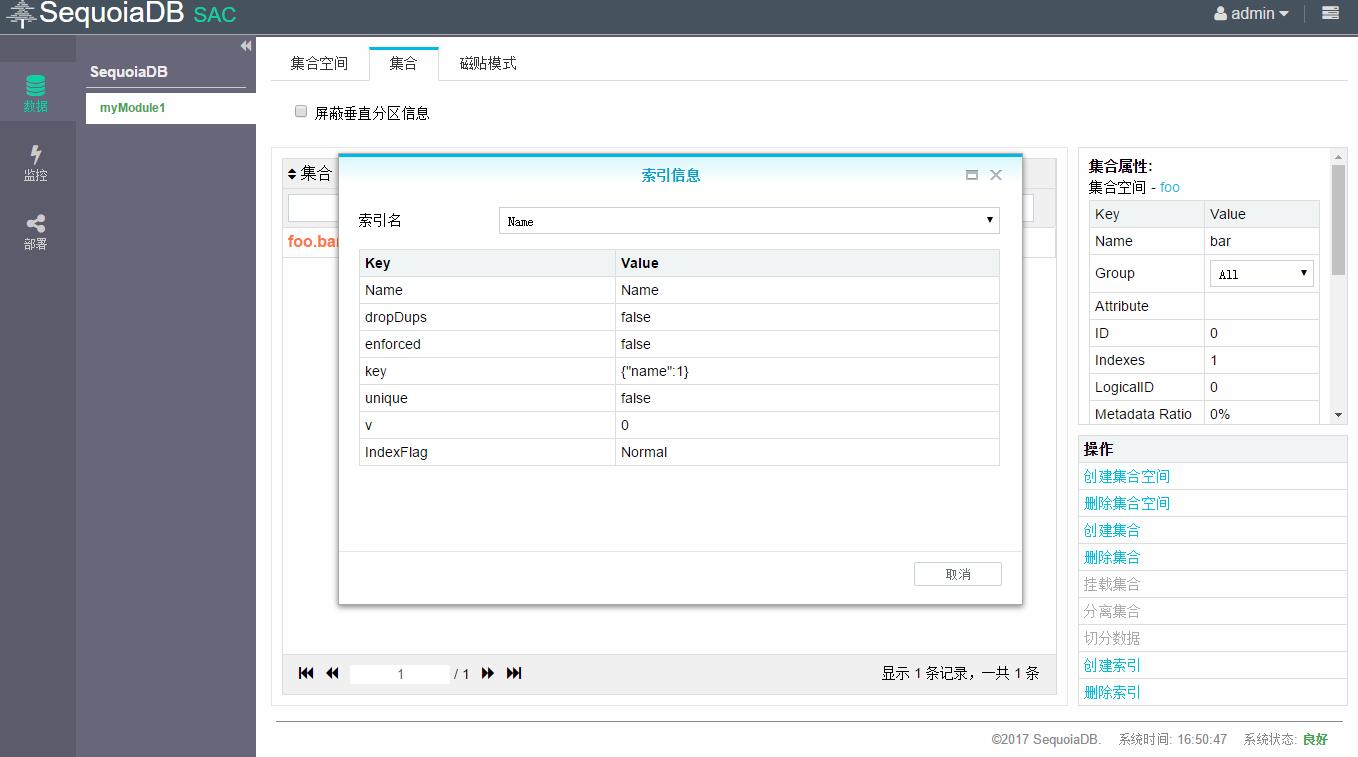 SequoiaDB SAC
admin
数据
监控
部署
SequoiaDB
myModule1
集合空间 集合 磁贴模式
屏蔽垂直分区信息
集合
foo.bar
索引信息
索引名 Name
Key Value
Name Name
dropDups false
enforced false
key {"name":1}
unique false
v 0
IndexFlag Normal
取消
1 / 1
显示 1 条记录，一共 1 条
集合属性:
集合空间 - foo
Key Value
Name bar
Group All
Attribute
ID 0
Indexes 1
LogicalID 0
Metadata Ratio 0%
操作
创建集合空间
删除集合空间
创建集合
删除集合
挂载集合
分离集合
切分数据
创建索引
删除索引
©2017 SequoiaDB. 系统时间: 16:50:47 系统状态: 良好